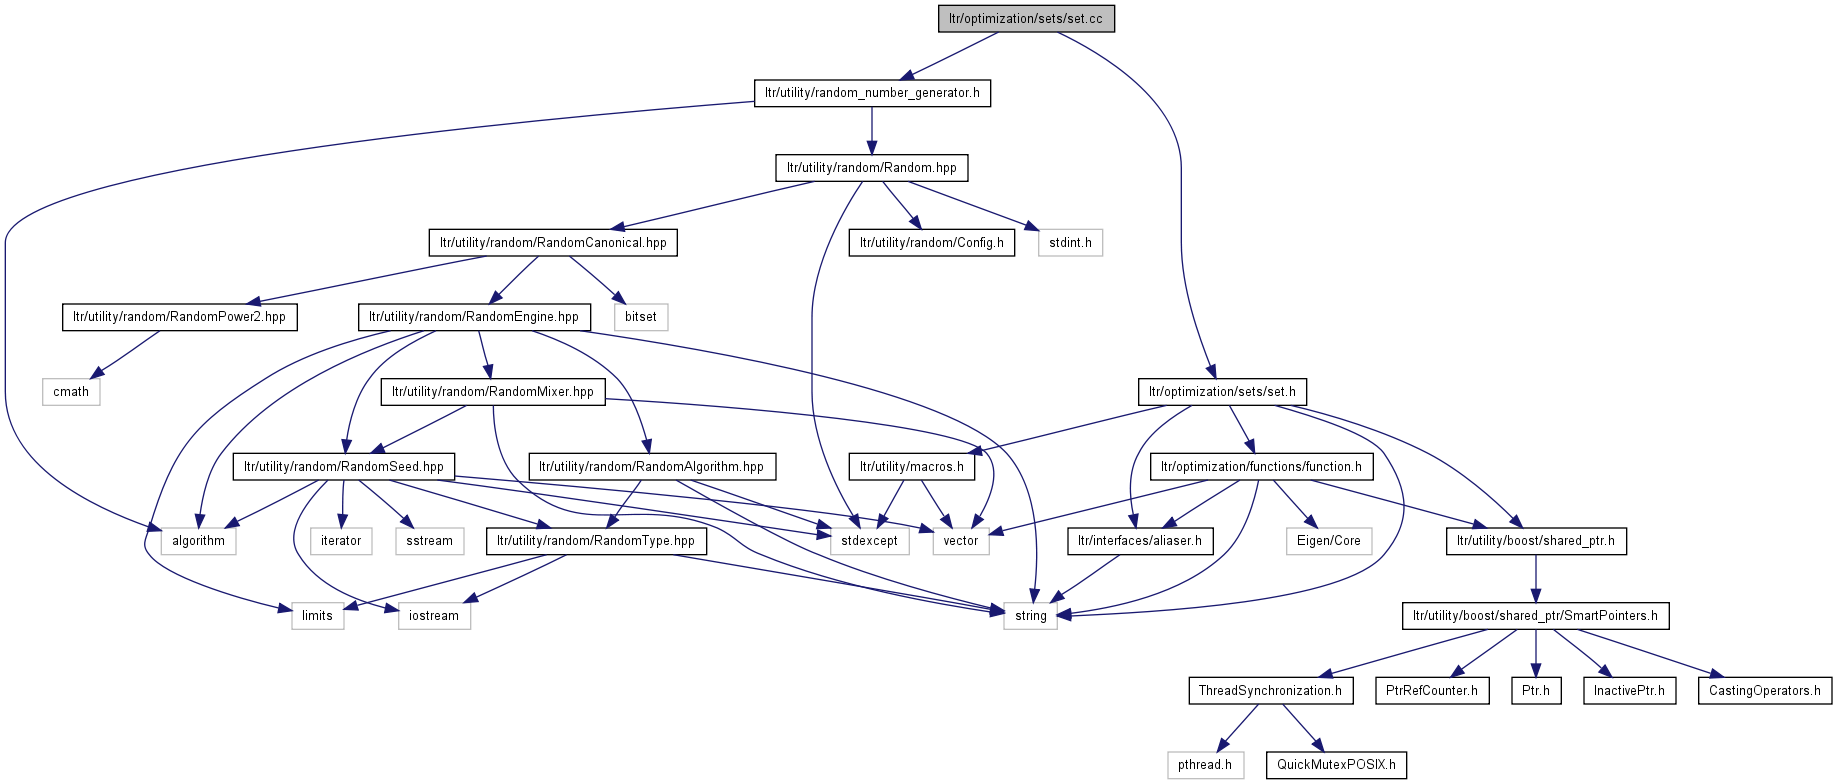 ltr/optimization/sets/set.cc
ltr/utility/random_number_generator.h
ltr/utility/random/Random.hpp
ltr/utility/random/RandomCanonical.hpp
ltr/utility/random/Config.h
stdint.h
ltr/utility/random/RandomPower2.hpp
ltr/utility/random/RandomEngine.hpp
bitset
cmath
ltr/utility/random/RandomMixer.hpp
ltr/optimization/sets/set.h
ltr/utility/random/RandomSeed.hpp
ltr/utility/random/RandomAlgorithm.hpp
ltr/utility/macros.h
ltr/optimization/functions/function.h
algorithm
iterator
sstream
ltr/utility/random/RandomType.hpp
stdexcept
vector
ltr/interfaces/aliaser.h
Eigen/Core
ltr/utility/boost/shared_ptr.h
limits
iostream
string
ltr/utility/boost/shared_ptr/SmartPointers.h
ThreadSynchronization.h
PtrRefCounter.h
Ptr.h
InactivePtr.h
CastingOperators.h
pthread.h
QuickMutexPOSIX.h